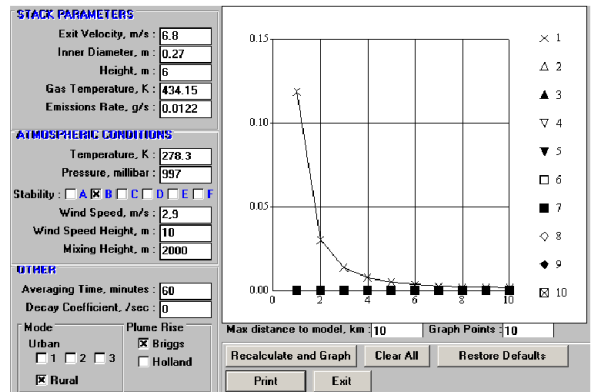 STACK PARAMETERS
Exit Velocity, m/s : 6.8
Inner Diameter, m : 0.27
Height, m : 6
Gas Temperature, K : 434.15
Emissions Rate, g/s : 0.0122
ATMOSPHERIC CONDITIONS
Temperature, K : 278.3
Pressure, millibar : 997
Stability : A B C D E F
Wind Speed, m/s : 2,9
Wind Speed Height, m : 10
Mixing Height, m : 2000
OTHER
Averaging Time, minutes : 60
Decay Coefficient, /sec : 0
Mode
Urban
1 2 3
Rural
Plume Rise
Briggs
Holland
0.15
0.10
0.05
0.00
0 2 4 6 8 10
1
2
3
4
5
6
7
8
9
10
Max distance to model, km : 10 Graph Points : 10
Recalculate and Graph Clear All Restore Defaults
Print Exit